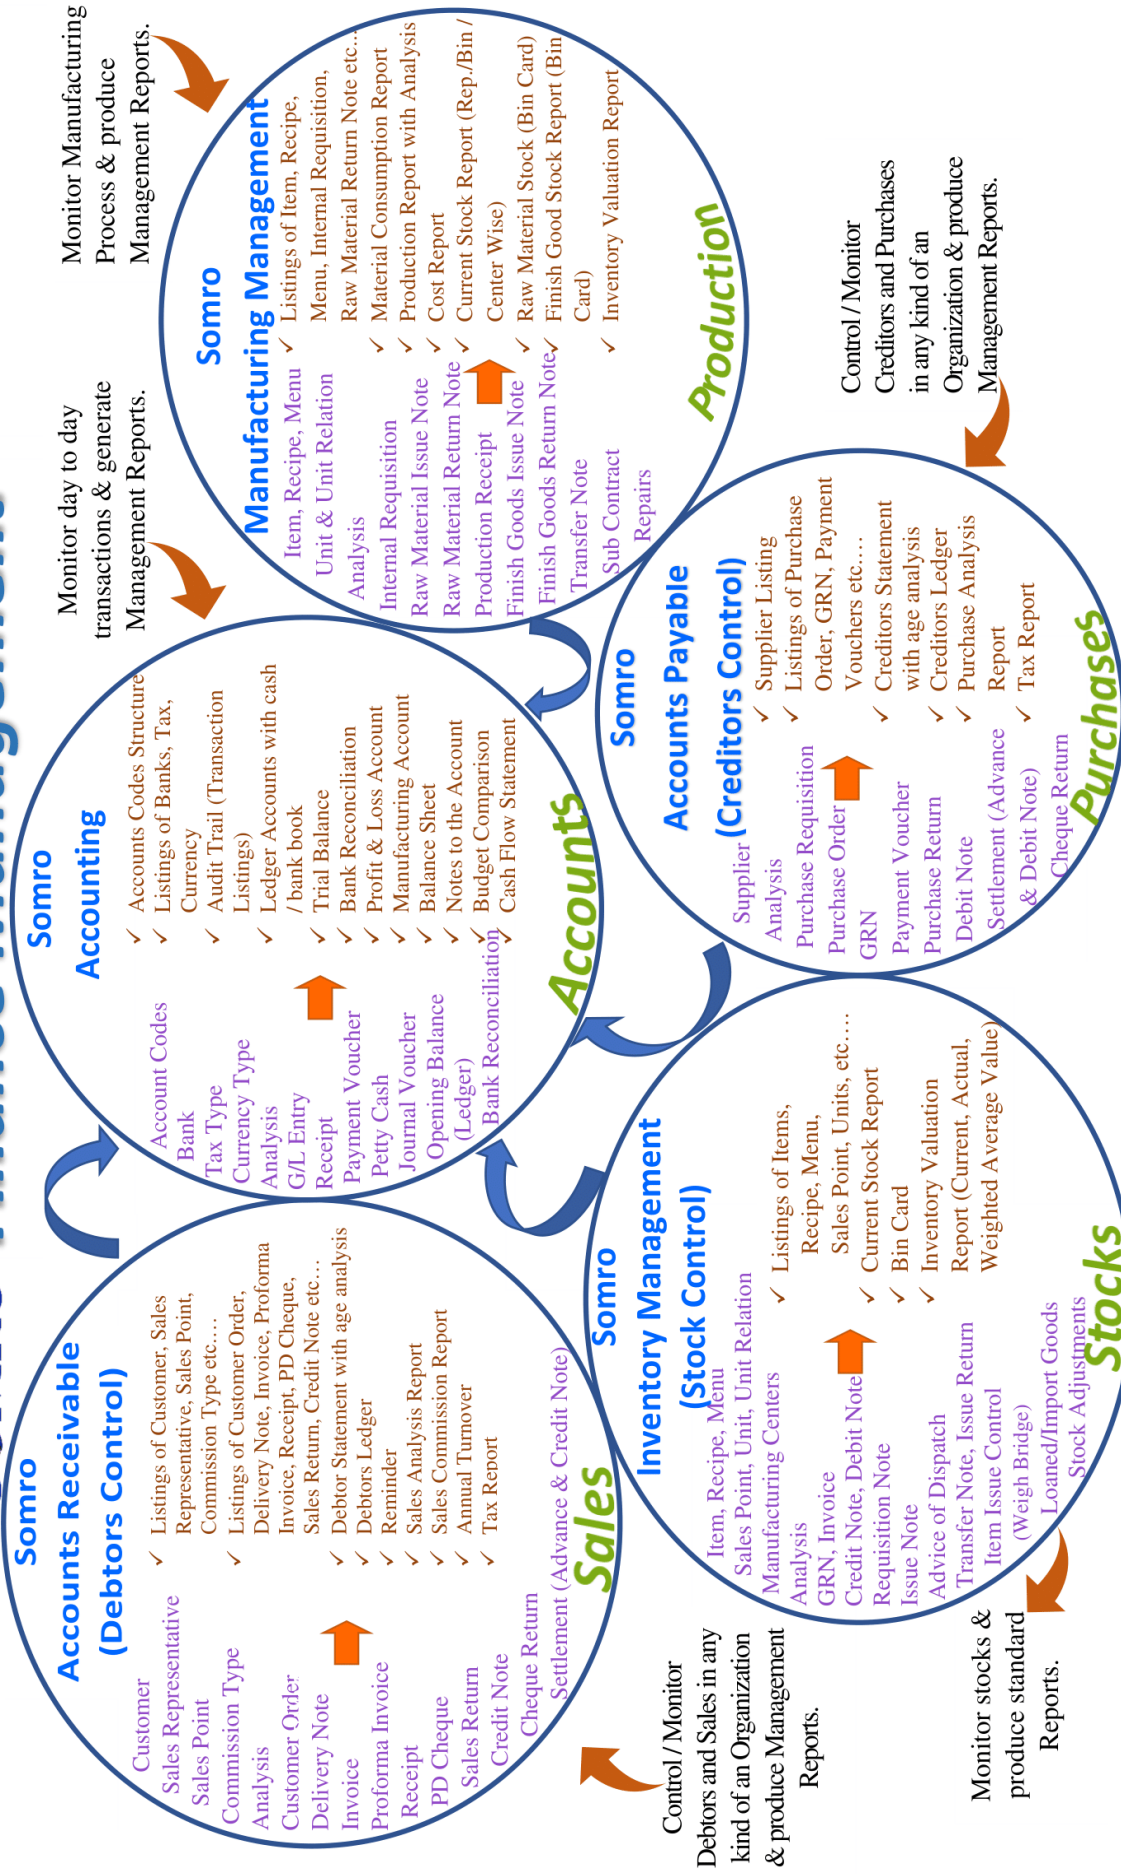 Somro
Accounts Receivable
(Debtors Control)
Customer
Sales Representative
Sales Point
Commission Type
Analysis
Customer Order
Delivery Note
Invoice
Proforma Invoice
Receipt
PD Cheque
Sales Return
Credit Note
Cheque Return
Settlement (Advance & Credit Note)
✓ Listings of Customer, Sales
Representative, Sales Point,
Commission Type etc.…
✓ Listings of Customer Order,
Delivery Note, Invoice, Proforma
Invoice, Receipt, PD Cheque,
Sales Return, Credit Note etc…
✓ Debtor Statement with age analysis
✓ Debtors Ledger
✓ Reminder
✓ Sales Analysis Report
✓ Sales Commission Report
✓ Annual Turnover
✓ Tax Report
Sales
Control / Monitor
Debtors and Sales in any
kind of an Organization
& produce Management
Reports.
Somro
Accounting
Account Codes
Bank
Tax Type
Currency Type
Analysis
G/L Entry
Receipt
Payment Voucher
Petty Cash
Journal Voucher
Opening Balance
(Ledger)
Bank Reconciliation
✓ Accounts Codes Structure
✓ Listings of Banks, Tax,
Currency
✓ Audit Trail (Transaction
Listings)
✓ Ledger Accounts with cash
/ bank book
✓ Trial Balance
✓ Bank Reconciliation
✓ Profit & Loss Account
✓ Manufacturing Account
✓ Balance Sheet
✓ Notes to the Account
✓ Budget Comparison
✓ Cash Flow Statement
Accounts
Monitor day to day
transactions & generate
Management Reports.
Somro
Manufacturing Management
Item, Recipe, Menu
Unit & Unit Relation
Analysis
Internal Requisition
Raw Material Issue Note
Raw Material Return Note
Production Receipt
Finish Goods Issue Note
Finish Goods Return Note
Transfer Note
Sub Contract
Repairs
✓ Listings of Item, Recipe,
Menu, Internal Requisition,
Raw Material Return Note etc…
✓ Material Consumption Report
✓ Production Report with Analysis
✓ Cost Report
✓ Current Stock Report (Rep./Bin /
Center Wise)
✓ Raw Material Stock (Bin Card)
✓ Finish Good Stock Report (Bin
Card)
✓ Inventory Valuation Report
Production
Monitor Manufacturing
Process & produce
Management Reports.
Somro
Inventory Management
(Stock Control)
Item, Recipe, Menu
Sales Point, Unit, Unit Relation
Manufacturing Centers
Analysis
GRN, Invoice
Credit Note, Debit Note
Requisition Note
Issue Note
Advice of Dispatch
Transfer Note, Issue Return
Item Issue Control
(Weigh Bridge)
Loaned/Import Goods
Stock Adjustments
✓ Listings of Items,
Recipe, Menu,
Sales Point, Units, etc.…
✓ Current Stock Report
✓ Bin Card
✓ Inventory Valuation
Report (Current, Actual,
Weighted Average Value)
Stocks
Monitor stocks &
produce standard
Reports.
Somro
Accounts Payable
(Creditors Control)
Supplier
Analysis
Purchase Requisition
Purchase Order
GRN
Payment Voucher
Purchase Return
Debit Note
Settlement (Advance
& Debit Note)
Cheque Return
✓ Supplier Listing
✓ Listings of Purchase
Order, GRN, Payment
Vouchers etc.…
✓ Creditors Statement
with age analysis
✓ Creditors Ledger
✓ Purchase Analysis
Report
✓ Tax Report
Purchases
Control / Monitor
Creditors and Purchases
in any kind of an
Organization & produce
Management Reports.